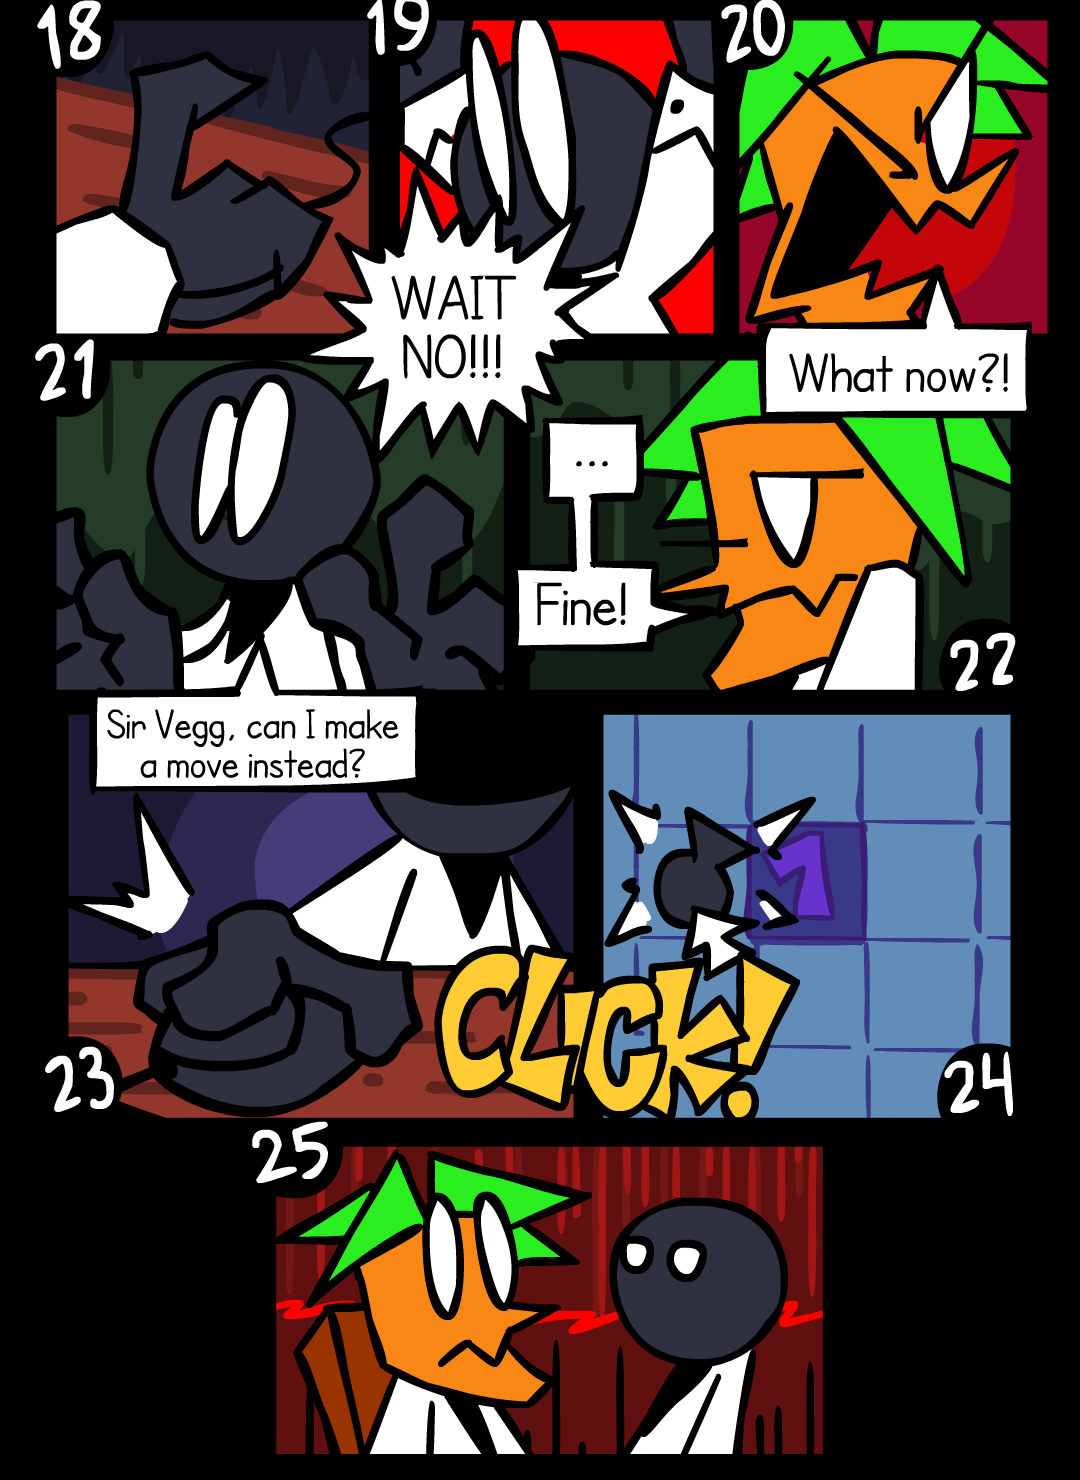 18
19
20
WAIT
NO!!!
What now?!
21
...
Fine!
22
Sir Vegg, can I make
a move instead?
23
CLICK!
1
24
25